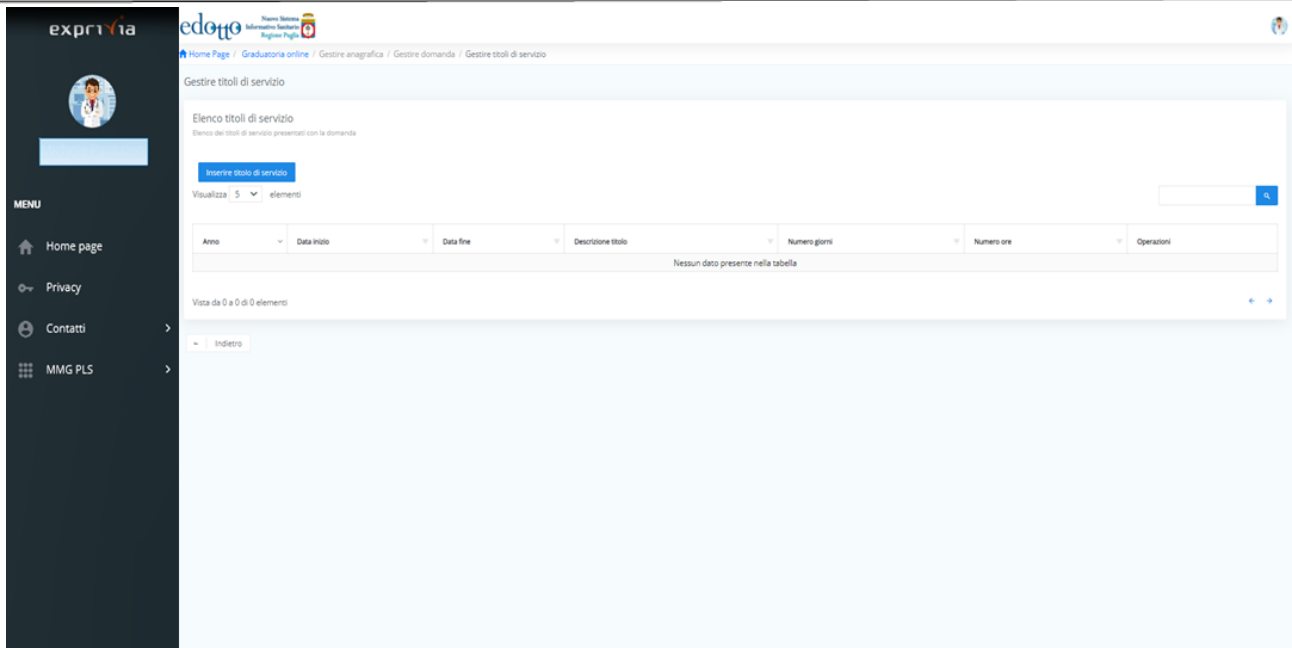 exprivia
edotto Nuovo Sistema
Informativo Sanitario
Regione Puglia
Home Page / Graduatoria online / Gestire anagrafica / Gestire domanda / Gestire titoli di servizio
Gestire titoli di servizio
Elenco titoli di servizio
Elenco dei titoli di servizio presentati con la domanda
Inserire titolo di servizio
Visualizza 5 elementi
MENU
Home page
Privacy
Contatti
MMG PLS
Anno Data inizio Data fine Descrizione titolo Numero giorni Numero ore Operazioni
Nessun dato presente nella tabella
Vista da 0 a 0 di 0 elementi
Indietro